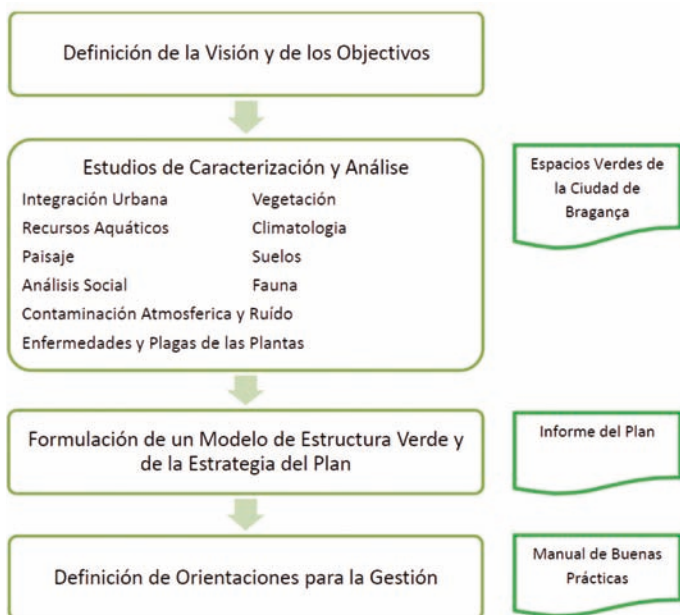 Definición de la Visión y de los Objectivos
Estudios de Caracterización y Análise
Integración Urbana
Vegetación
Recursos Aquáticos
Climatologia
Paisaje
Suelos
Análisis Social
Fauna
Contaminación Atmosferica y Ruído
Enfermedades y Plagas de las Plantas
Espacios Verdes de
la Ciudad de
Bragança
Formulación de un Modelo de Estructura Verde y
de la Estrategia del Plan
Informe del Plan
Definición de Orientaciones para la Gestión
Manual de Buenas
Prácticas